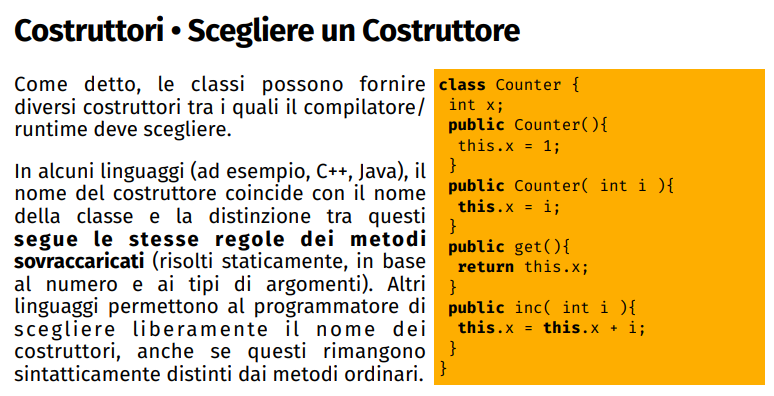 Costruttori • Scegliere un Costruttore
Come detto, le classi possono fornire
diversi costruttori tra i quali il compilatore/
runtime deve scegliere.
In alcuni linguaggi (ad esempio, C++, Java), il
nome del costruttore coincide con il nome
della classe e la distinzione tra questi
segue le stesse regole dei metodi
sovraccaricati (risolti staticamente, in base
al numero e ai tipi di argomenti). Altri
linguaggi permettono al programmatore di
scegliere liberamente il nome dei
costruttori, anche se questi rimangono
sintatticamente distinti dai metodi ordinari.
class Counter {
int x;
public Counter(){
this.x = 1;
}
public Counter( int i ){
this.x = i;
}
public get(){
return this.x;
}
public inc( int i ){
this.x = this.x + i;
}
}